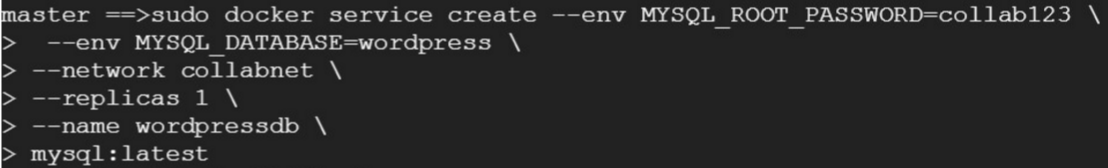 master ==>sudo docker service create --env MYSQL_ROOT_PASSWORD=collab123 \
>  --env MYSQL_DATABASE=wordpress \
> --network collabnet \
> --replicas 1 \
> --name wordpressdb \
> mysql:latest